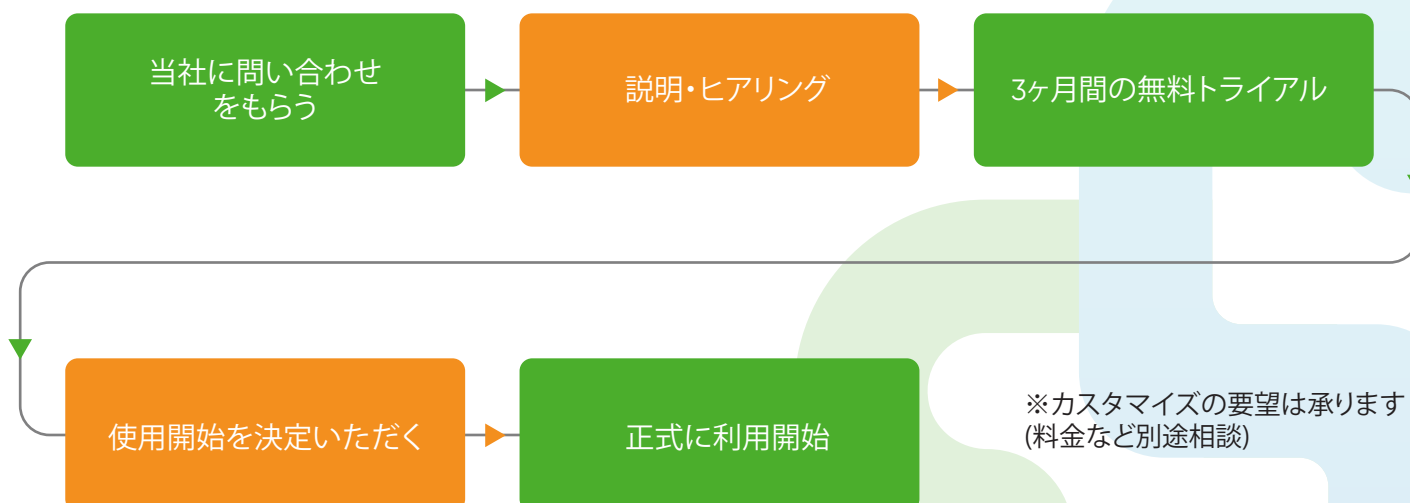 当社に問い合わせ
をもらう
説明・ヒアリング
3ヶ月間の無料トライアル
使用開始を決定いただく
正式に利用開始
※カスタマイズの要望は承ります
(料金など別途相談)